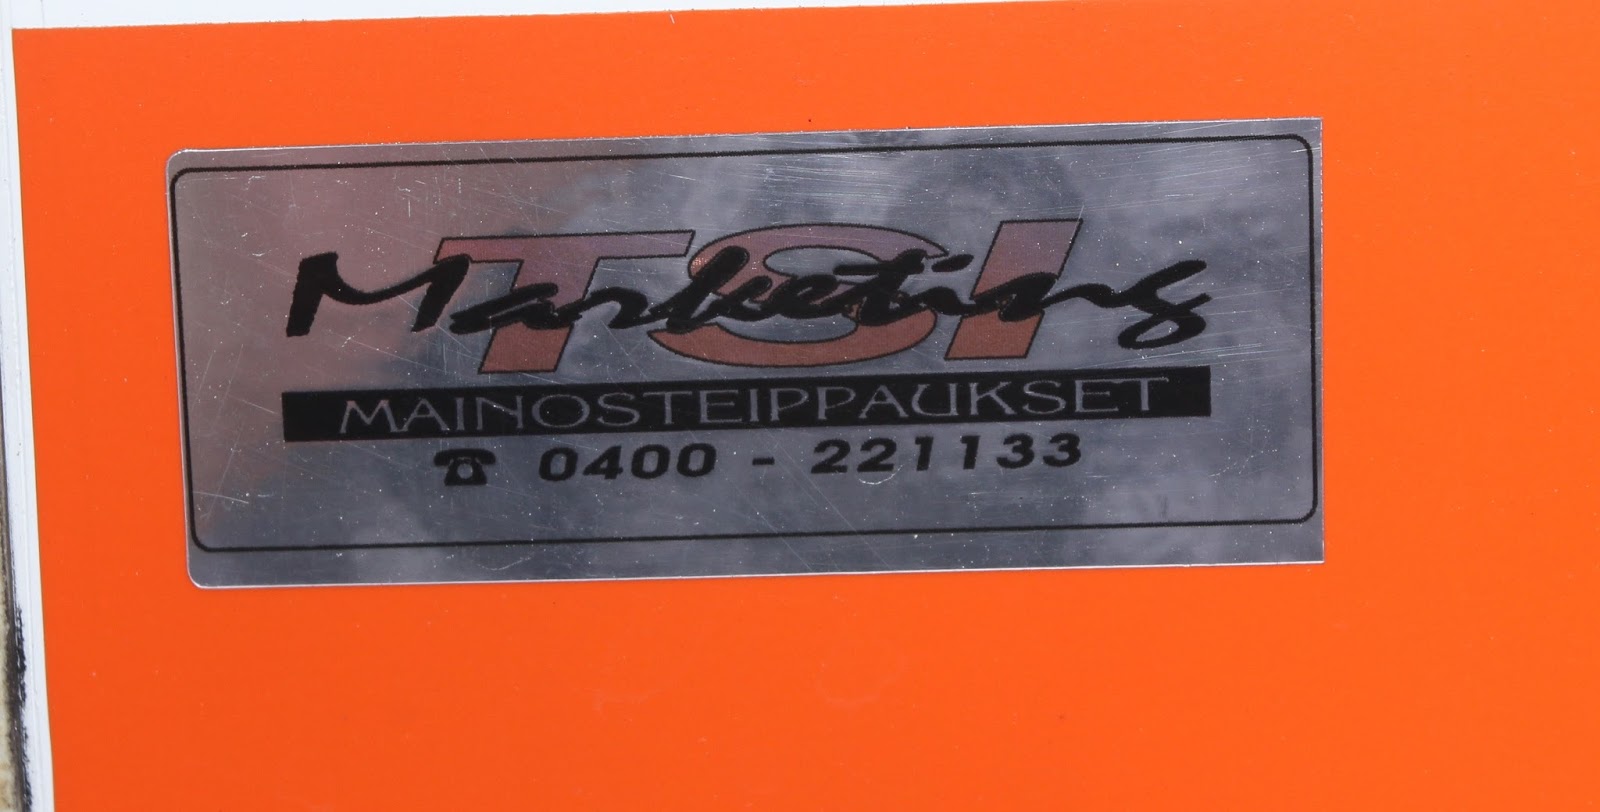 TSI
Marketing
MAINOSTEIPPAUKSET
☎ 0400 - 221133